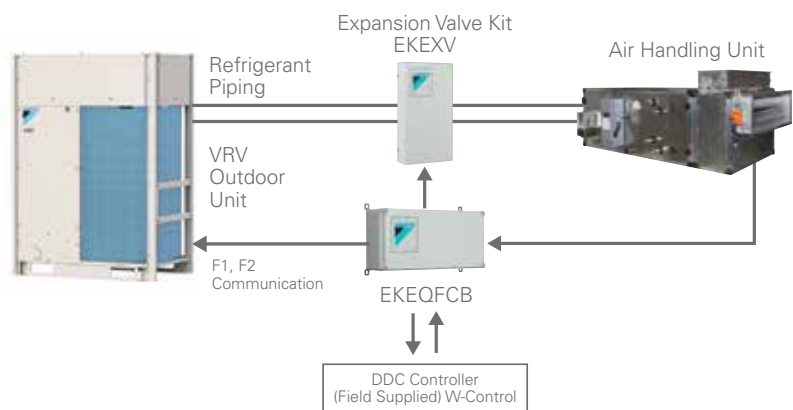 Expansion Valve Kit
EKEXV
Air Handling Unit
Refrigerant
Piping
VRV
Outdoor
Unit
F1, F2
Communication
EKEQFCB
DDC Controller
(Field Supplied) W-Control